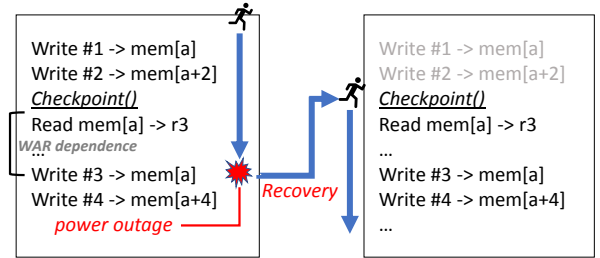 Write #1 -> mem[a]
Write #2 -> mem[a+2]
Checkpoint()
Read mem[a] -> r3
WAR dependence
...
Write #3 -> mem[a]
Write #4 -> mem[a+4]
power outage
Recovery
Write #1 -> mem[a]
Write #2 -> mem[a+2]
Checkpoint()
Read mem[a] -> r3
...
Write #3 -> mem[a]
Write #4 -> mem[a+4]
...